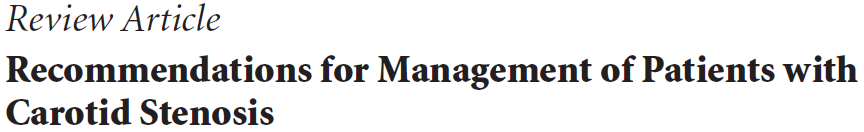 Review Article
Recommendations for Management of Patients with
Carotid Stenosis